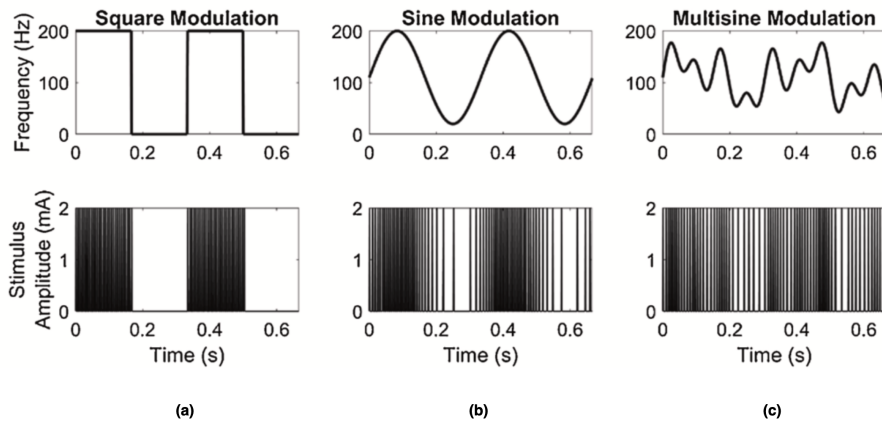 Square Modulation
Sine Modulation
Multisine Modulation
Frequency (Hz)
200
100
0
0 0.2 0.4 0.6
200
100
0
0 0.2 0.4 0.6
200
100
0
0 0.2 0.4 0.6
Stimulus
Amplitude (mA)
2
1
0
0 0.2 0.4 0.6
Time (s)
2
1
0
0 0.2 0.4 0.6
Time (s)
2
1
0
0 0.2 0.4 0.6
Time (s)
(a)
(b)
(c)